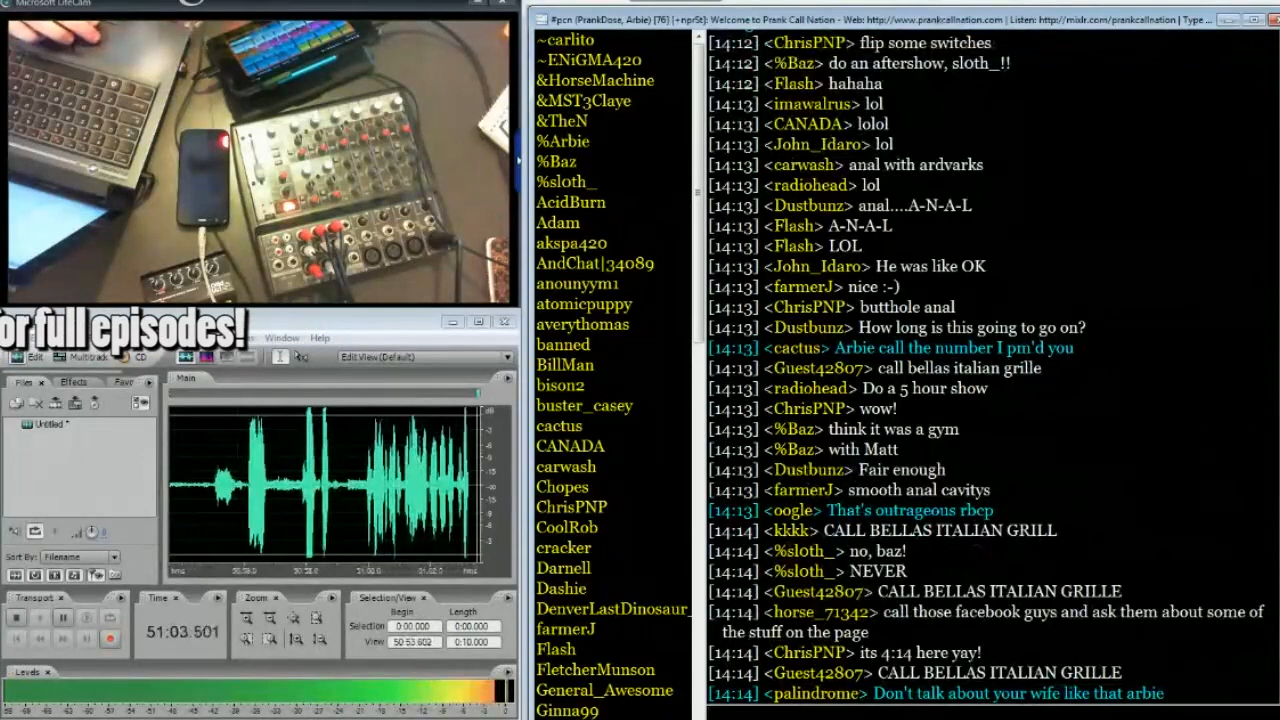 Microsoft LifeCam
#pcn (PrankDose, Arbie) [76] [+nprSt]: Welcome to Prank Call Nation - Web: http://www.prankcallnation.com | Listen: http://mixlr.com/prankcallnation | Type ...
~carlito
~ENiGMA420
&HorseMachine
&MST3Claye
&TheN
%Arbie
%Baz
%sl0th_
AcidBurn
Adam
akspa420
AndChat|34089
anounyym1
atomicpuppy
averythomas
banned
BillMan
bison2
buster_casey
cactus
CANADA
carwash
Chopes
ChrisPNP
CoolRob
cracker
Darnell
Dashie
DenverLastDinosaur_
farmerJ
Flash
FletcherMunson
General_Awesome
Ginna99
[14:12] <ChrisPNP> flip some switches
[14:12] <%Baz> do an aftershow, sl0th_!!
[14:12] <Flash> hahaha
[14:13] <imawalrus> lol
[14:13] <CANADA> lolol
[14:13] <John_Idaro> lol
[14:13] <carwash> anal with ardvarks
[14:13] <radiohead> lol
[14:13] <Dustbunz> anal....A-N-A-L
[14:13] <Flash> A-N-A-L
[14:13] <Flash> LOL
[14:13] <John_Idaro> He was like OK
[14:13] <farmerJ> nice :-)
[14:13] <ChrisPNP> butthole anal
[14:13] <Dustbunz> How long is this going to go on?
[14:13] <cactus> Arbie call the number I pm'd you
[14:13] <Guest42807> call bellas italian grille
[14:13] <radiohead> Do a 5 hour show
[14:13] <ChrisPNP> wow!
[14:13] <%Baz> think it was a gym
[14:13] <%Baz> with Matt
[14:13] <Dustbunz> Fair enough
[14:13] <farmerJ> smooth anal cavitys
[14:13] <oogle> That's outrageous rbcp
[14:14] <kkkk> CALL BELLAS ITALIAN GRILL
[14:14] <%sl0th_> no, baz!
[14:14] <%sl0th_> NEVER
[14:14] <Guest42807> CALL BELLAS ITALIAN GRILLE
[14:14] <horse_71342> call those facebook guys and ask them about some of
the stuff on the page
[14:14] <ChrisPNP> its 4:14 here yay!
[14:14] <Guest42807> CALL BELLAS ITALIAN GRILLE
[14:14] <palindrome> Don't talk about your wife like that arbie
or full episodes!
Window Help
Edit Multitrack CD Edit View (Default)
Files Effects Favo
Main
Untitled *
Sort By: Filename
Transport
Time
Zoom
Selection/View
Begin Length
Selection 0:00.000 0:00.000
View 50:53.602 0:10.000
51:03.501
Levels